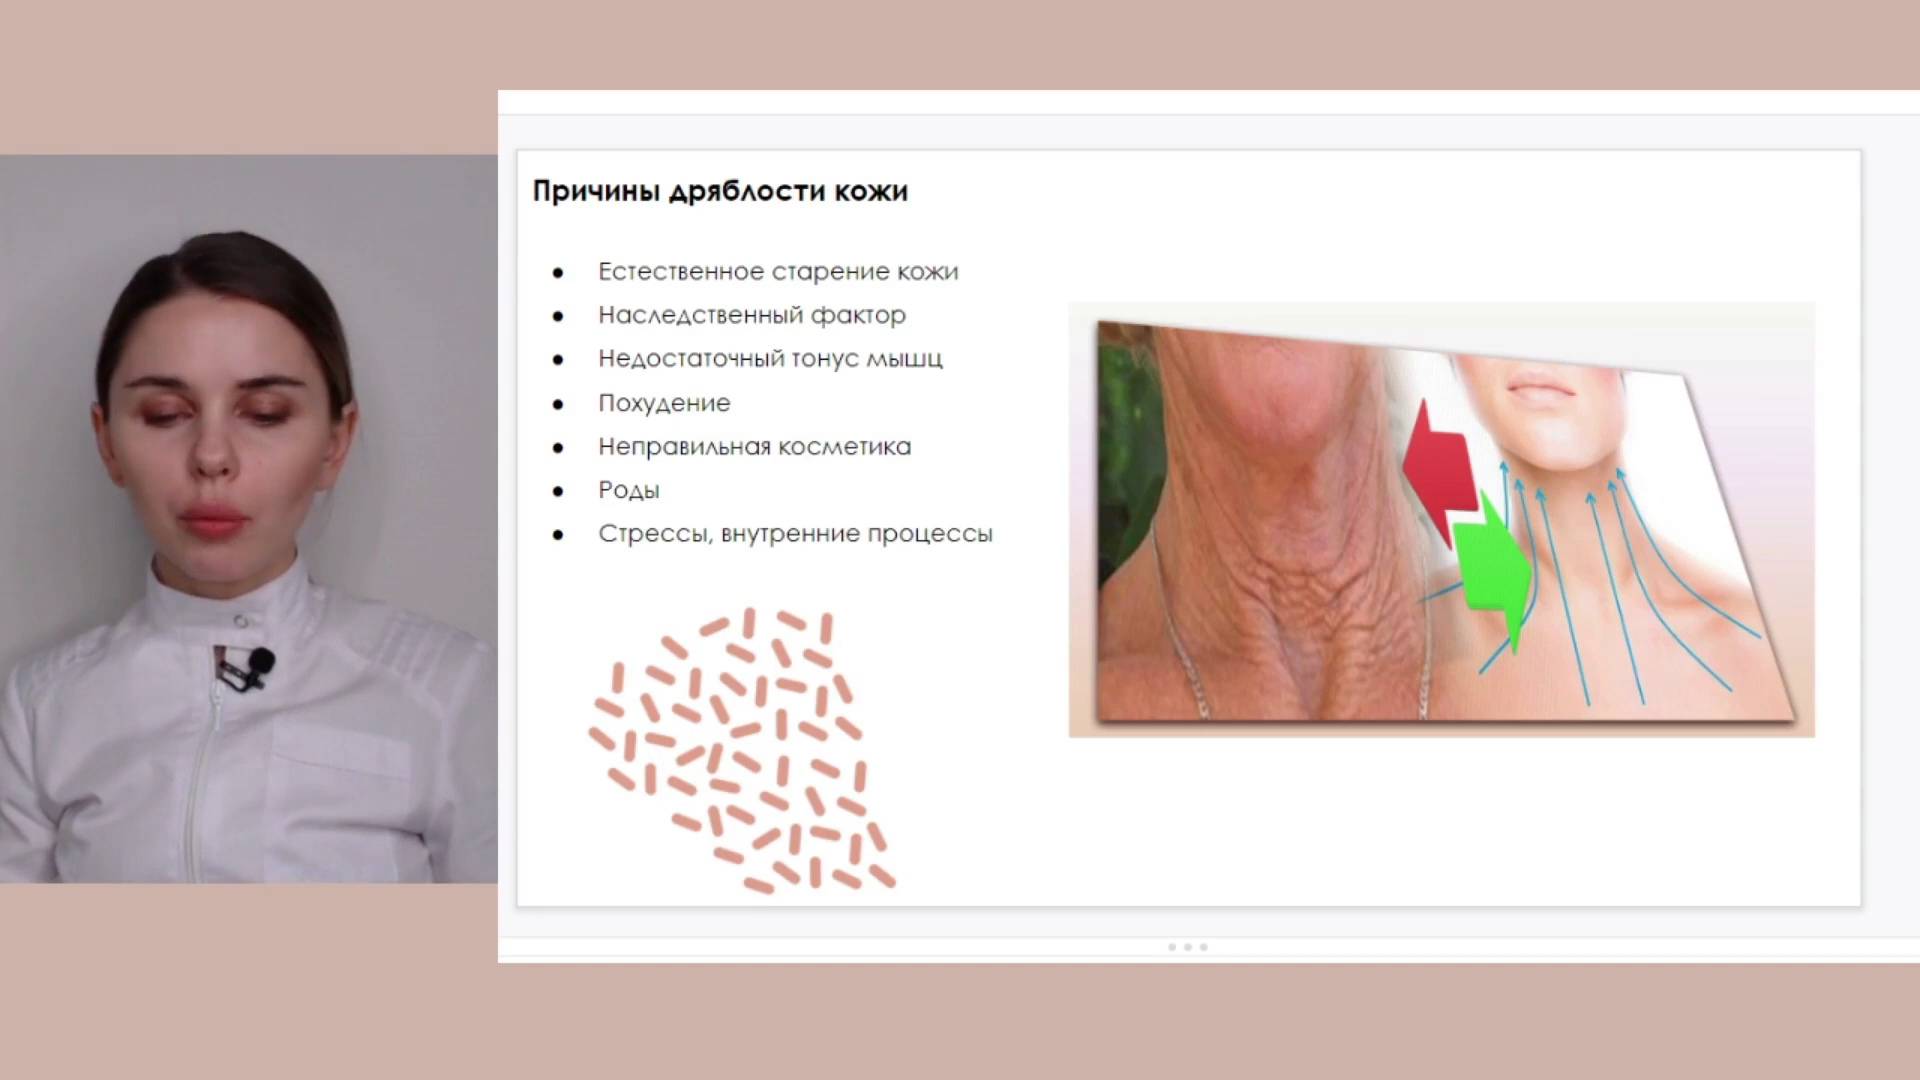 Причины дряблости кожи
● Естественное старение кожи
● Наследственный фактор
● Недостаточный тонус мышц
● Похудение
● Неправильная косметика
● Роды
● Стрессы, внутренние процессы